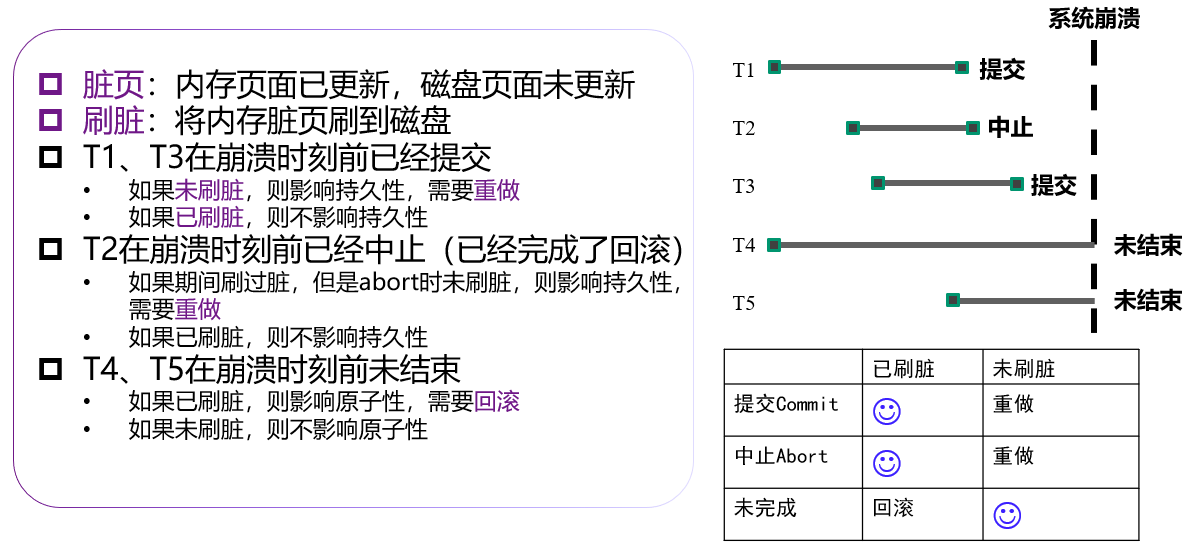 脏页：内存页面已更新，磁盘页面未更新
刷脏：将内存脏页刷到磁盘
T1、T3在崩溃时刻前已经提交
• 如果未刷脏，则影响持久性，需要重做
• 如果已刷脏，则不影响持久性
T2在崩溃时刻前已经中止（已经完成了回滚）
• 如果期间刷过脏，但是abort时未刷脏，则影响持久性，
需要重做
• 如果已刷脏，则不影响持久性
T4、T5在崩溃时刻前未结束
• 如果已刷脏，则影响原子性，需要回滚
• 如果未刷脏，则不影响原子性
系统崩溃
T1 提交
T2 中止
T3 提交
T4 未结束
T5 未结束
已刷脏 未刷脏
提交Commit 重做
中止Abort 重做
未完成 回滚